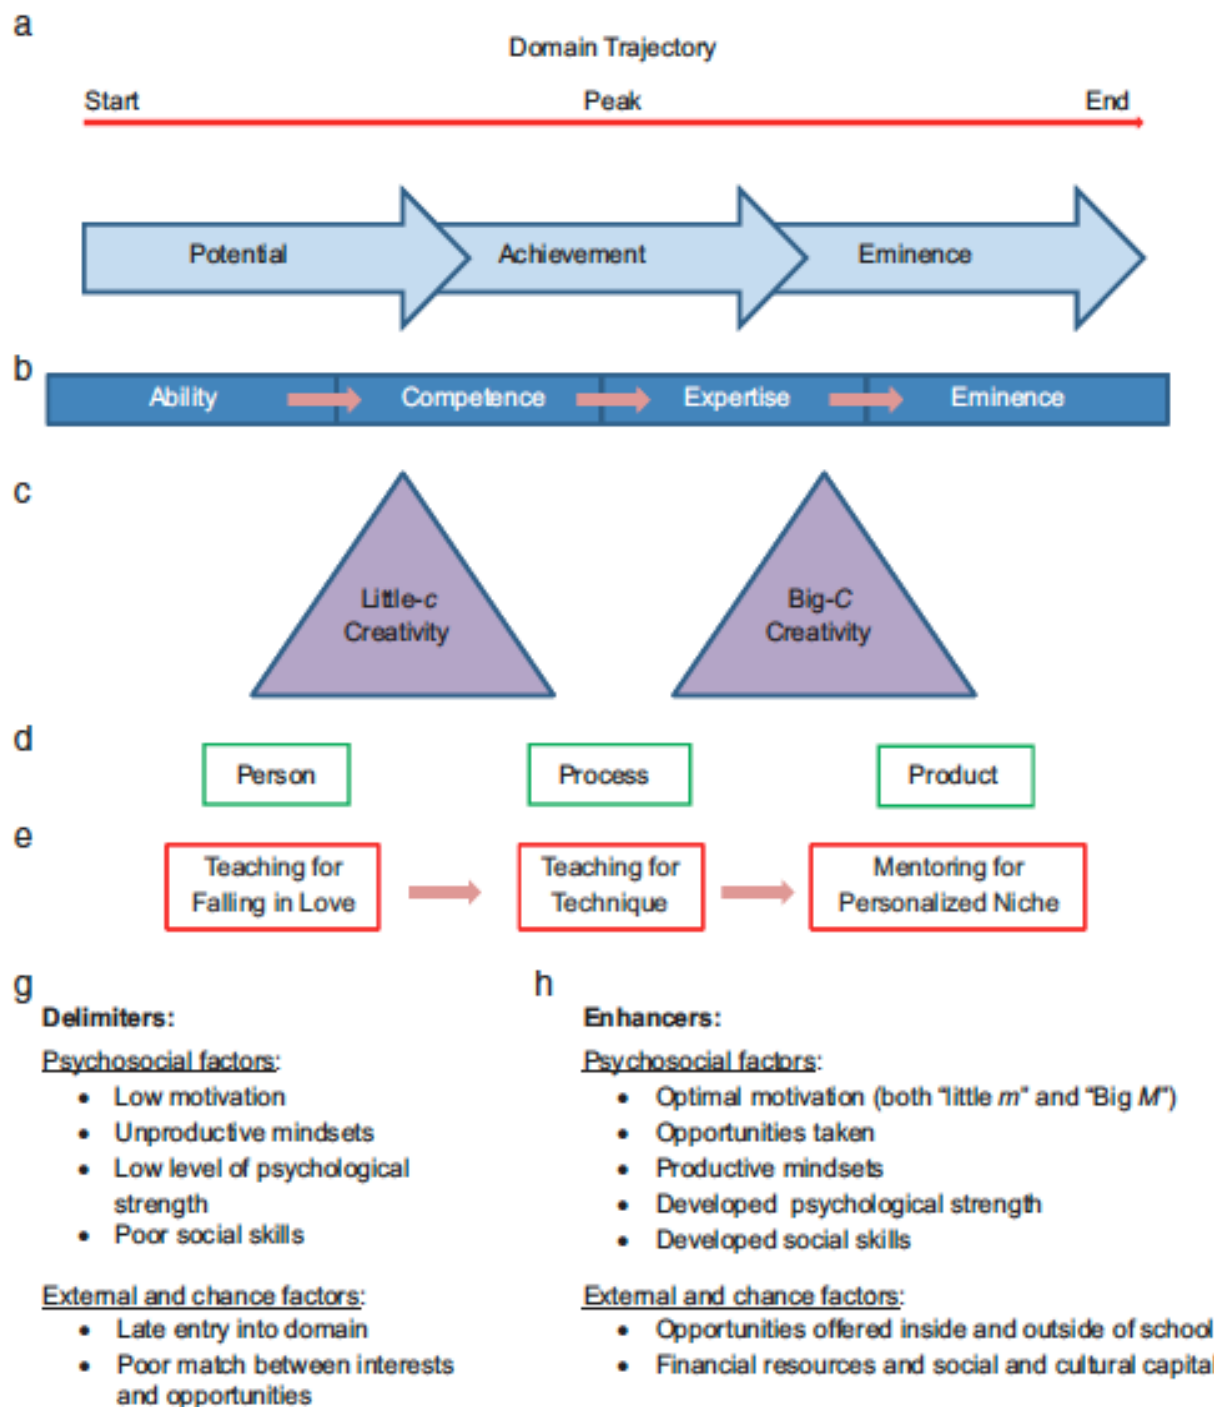 a
Domain Trajectory
Start Peak End
Potential Achievement Eminence
b
Ability Competence Expertise Eminence
c
Little-c
Creativity
Big-C
Creativity
d
Person Process Product
e
Teaching for
Falling in Love
Teaching for
Technique
Mentoring for
Personalized Niche
g
Delimiters:
Psychosocial factors:
• Low motivation
• Unproductive mindsets
• Low level of psychological
strength
• Poor social skills
External and chance factors:
• Late entry into domain
• Poor match between interests
and opportunities
h
Enhancers:
Psychosocial factors:
• Optimal motivation (both "little m" and "Big M")
• Opportunities taken
• Productive mindsets
• Developed psychological strength
• Developed social skills
External and chance factors:
• Opportunities offered inside and outside of school
• Financial resources and social and cultural capital